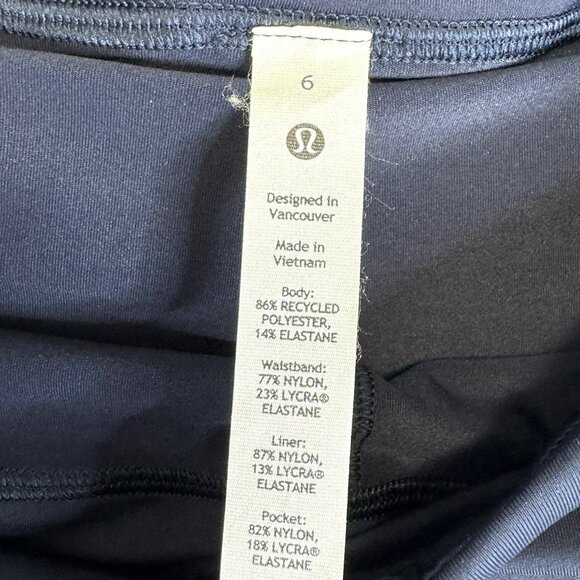 6
Designed in
Vancouver
Made in
Vietnam
Body:
86% RECYCLED
POLYESTER,
14% ELASTANE
Waistband:
77% NYLON,
23% LYCRA®
ELASTANE
Liner:
87% NYLON,
13% LYCRA®
ELASTANE
Pocket:
82% NYLON,
18% LYCRA®
ELASTANE